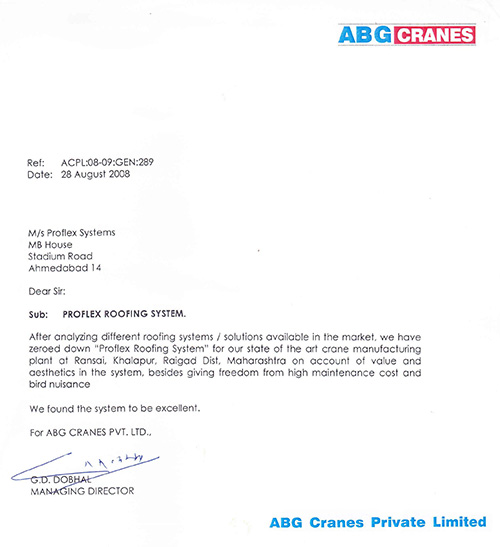 ABG CRANES
Ref: ACPL:08-09:GEN:289
Date: 28 August 2008
M/s Proflex Systems
MB House
Stadium Road
Ahmedabad 14
Dear Sir:
Sub: PROFLEX ROOFING SYSTEM.
After analyzing different roofing systems / solutions available in the market, we have
zeroed down "Proflex Roofing System" for our state of the art crane manufacturing
plant at Ransai, Khalapur, Raigad Dist, Maharashtra on account of value and
aesthetics in the system, besides giving freedom from high maintenance cost and
bird nuisance
We found the system to be excellent.
For ABG CRANES PVT. LTD.,
G.D. DOBHAL
MANAGING DIRECTOR
ABG Cranes Private Limited